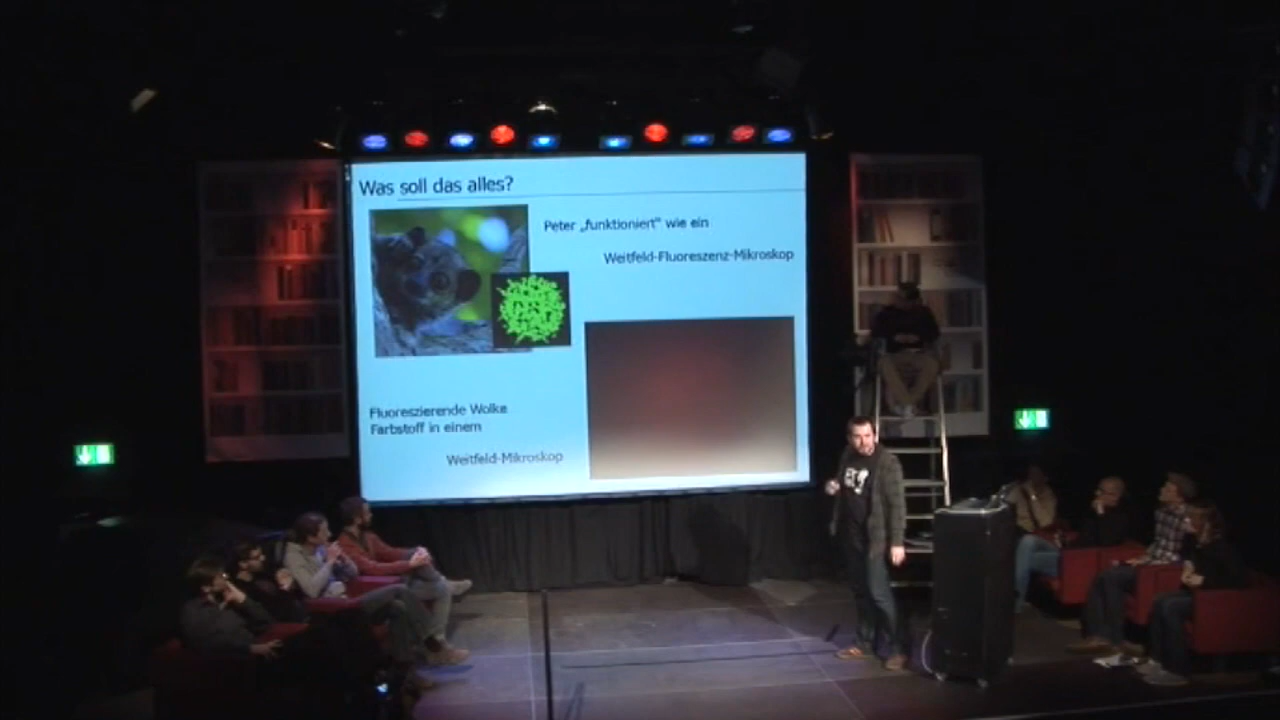 Was soll das alles?
Peter „funktioniert“ wie ein
Weitfeld-Fluoreszenz-Mikroskop
Fluoreszierende Wolke
Farbstoff in einem
Weitfeld-Mikroskop